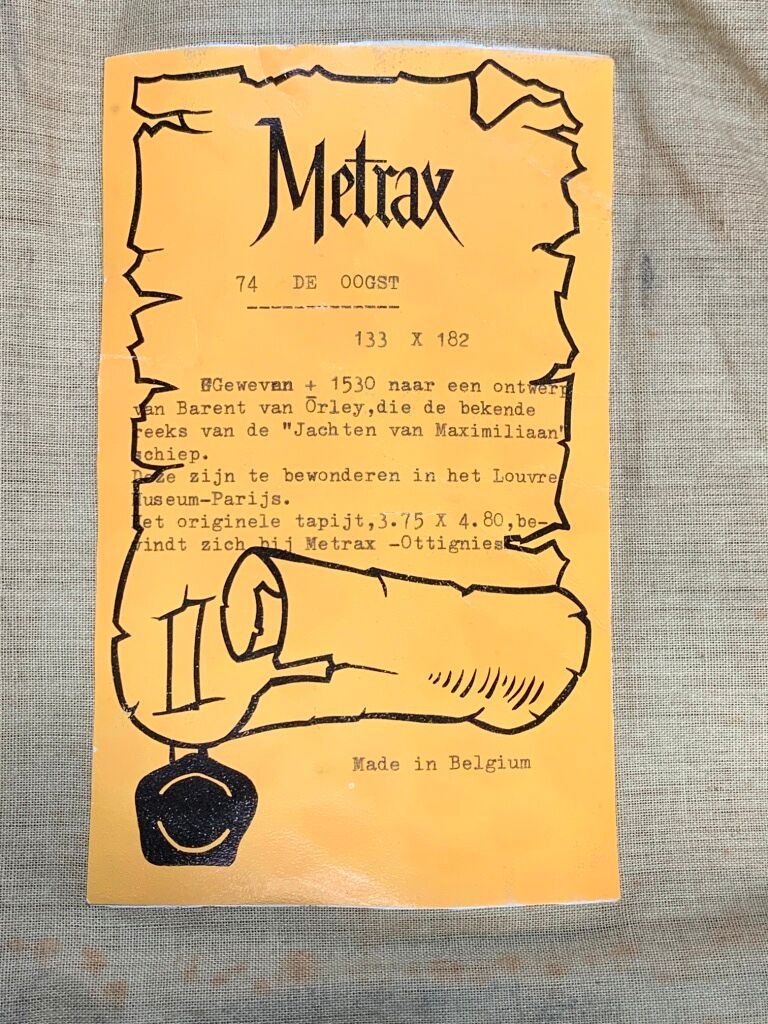 Metrax
74 DE OOGST
133 X 182
Geweven ± 1530 naar een ontwerp
van Barent van Orley,die de bekende
reeks van de "Jachten van Maximiliaan"
schiep.
Deze zijn te bewonderen in het Louvre
Museum-Parijs.
Het originele tapijt,3.75 X 4.80,be-
vindt zich bij Metrax -Ottignies
Made in Belgium